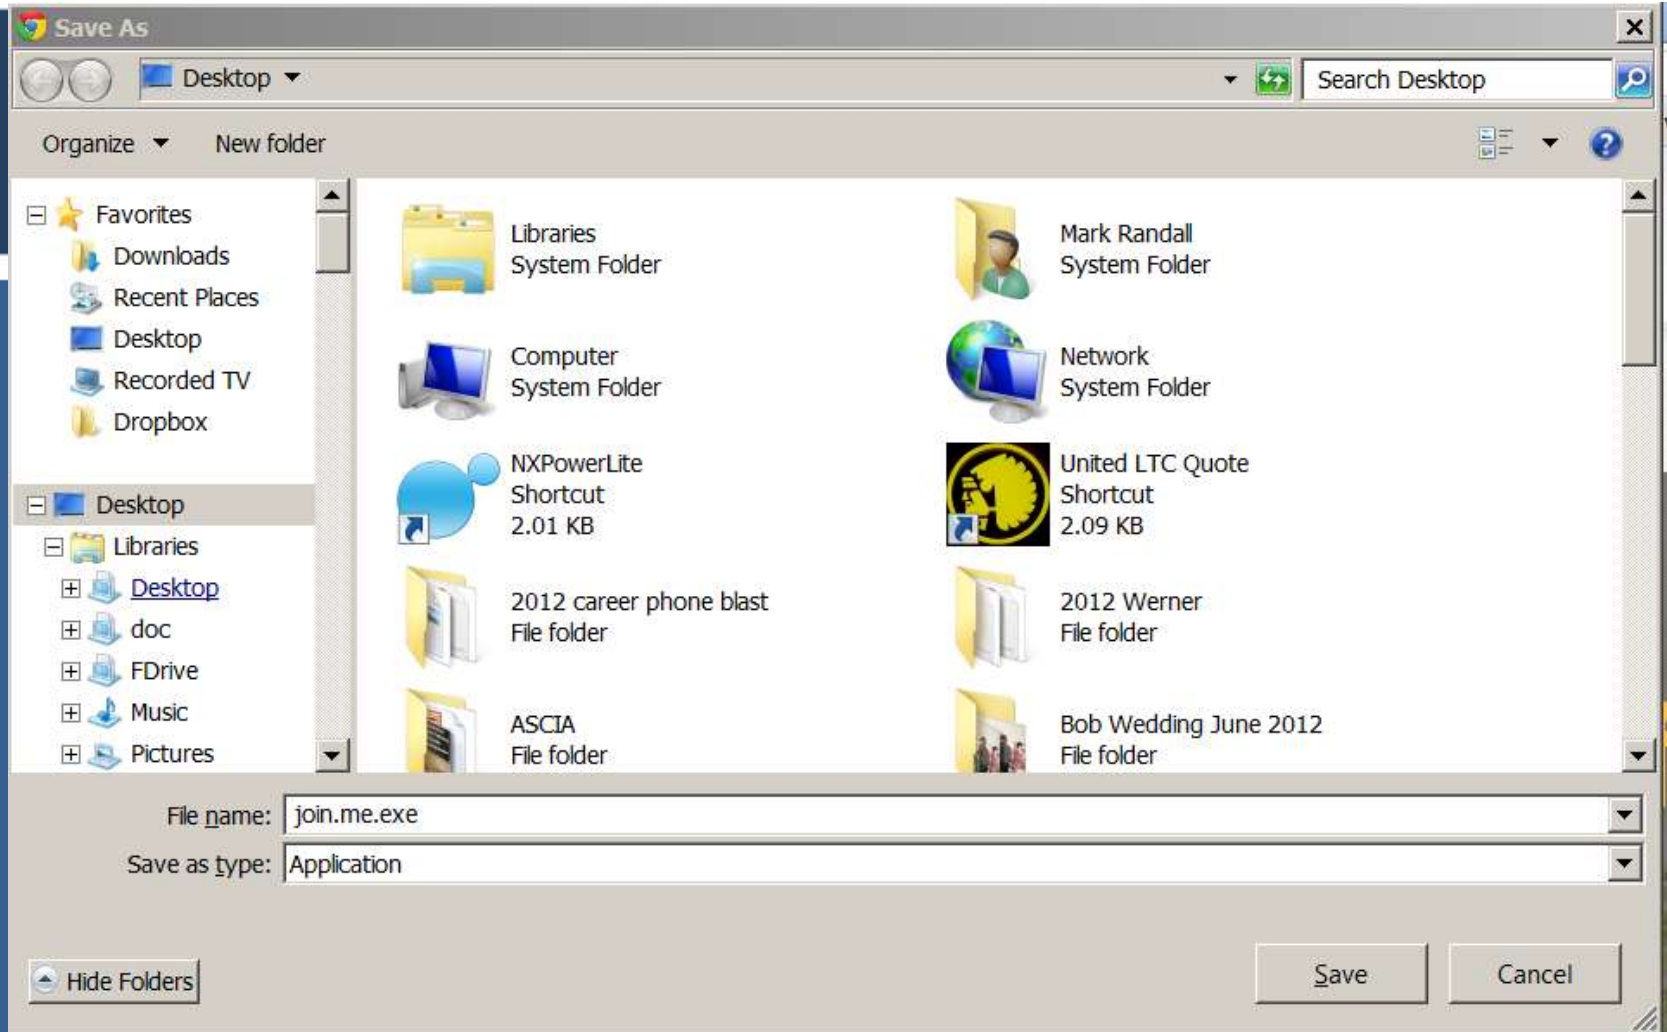 Save As
Desktop
Search Desktop
Organize
New folder
Favorites
Downloads
Recent Places
Desktop
Recorded TV
Dropbox
Desktop
Libraries
Desktop
doc
FDrive
Music
Pictures
Libraries
System Folder
Mark Randall
System Folder
Computer
System Folder
Network
System Folder
NXPowerLite
Shortcut
2.01 KB
United LTC Quote
Shortcut
2.09 KB
2012 career phone blast
File folder
2012 Werner
File folder
ASCIA
File folder
Bob Wedding June 2012
File folder
File name: join.me.exe
Save as type: Application
Hide Folders
Save
Cancel